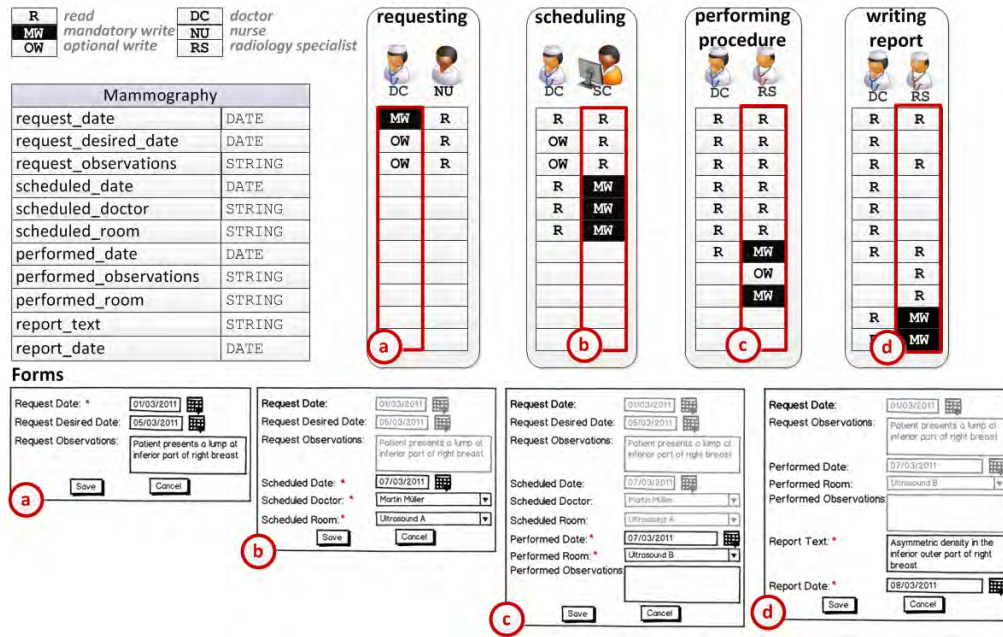 R read DC doctor
MW mandatory write NU nurse
OW optional write RS radiology specialist
requesting
DC NU
scheduling
DC SC
performing
procedure
DC RS
writing
report
DC RS
Mammography
request_date DATE MW R R R R R R R
request_desired_date DATE OW R OW R R R R
request_observations STRING OW R OW R R R R R
scheduled_date DATE R MW R R R
scheduled_doctor STRING R MW R R R
scheduled_room STRING R MW R R R
performed_date DATE R MW R R
performed_observations STRING OW R
performed_room STRING MW R
report_text STRING R MW
report_date DATE MW
a b c d
Forms
Request Date: * 01/03/2011
Request Desired Date: 05/03/2011
Request Observations: Patient presents a lump at
inferior part of right breast
Save Cancel
a
Request Date: 01/03/2011
Request Desired Date: 05/03/2011
Request Observations: Patient presents a lump at
inferior part of right breast
Scheduled Date: * 07/03/2011
Scheduled Doctor: * Martin Müller
Scheduled Room: * Ultrasound A
Save Cancel
b
Request Date: 01/03/2011
Request Desired Date: 05/03/2011
Request Observations: Patient presents a lump at
inferior part of right breast
Scheduled Date: 07/03/2011
Scheduled Doctor: Martin Müller
Scheduled Room: Ultrasound A
Performed Date: * 07/03/2011
Performed Room: * Ultrasound B
Performed Observations:
Save Cancel
c
Request Date: 01/03/2011
Request Observations: Patient presents a lump at
inferior part of right breast
Performed Date: 07/03/2011
Performed Room: Ultrasound B
Performed Observations:
Report Text: * Asymmetric density in the
inferior outer part of right
breast
Report Date: * 08/03/2011
Save Cancel
d